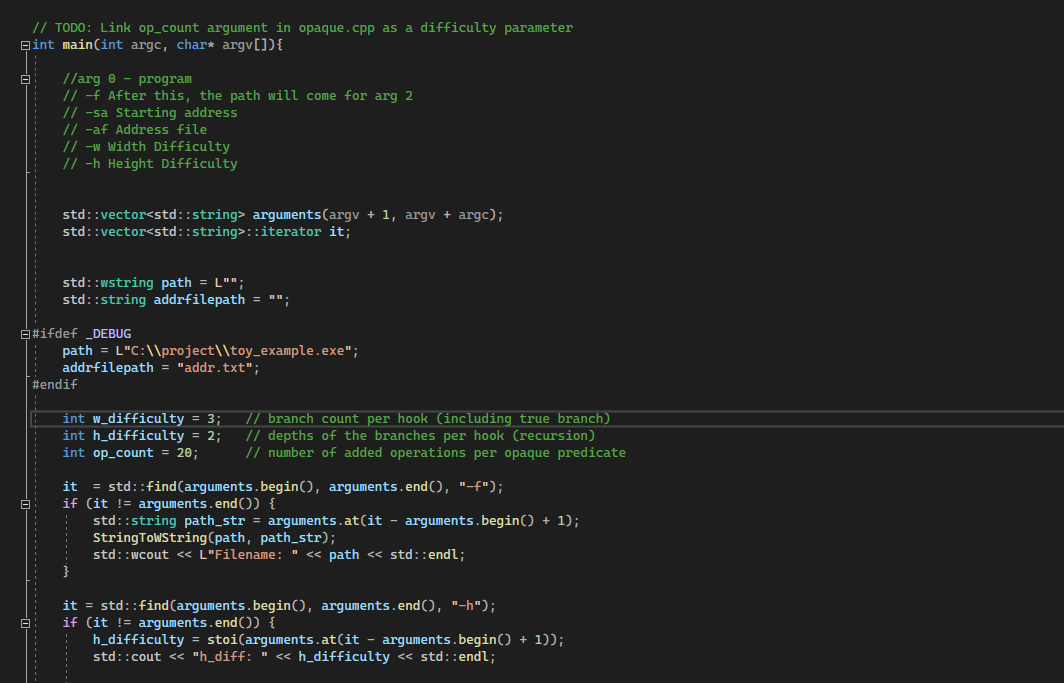 // TODO: Link op_count argument in opaque.cpp as a difficulty parameter
int main(int argc, char* argv[]){
//arg 0 - program
// -f After this, the path will come for arg 2
// -sa Starting address
// -af Address file
// -w Width Difficulty
// -h Height Difficulty
std::vector<std::string> arguments(argv + 1, argv + argc);
std::vector<std::string>::iterator it;
std::wstring path = L"";
std::string addrfilepath = "";
#ifdef _DEBUG
path = L"C:\\project\\toy_example.exe";
addrfilepath = "addr.txt";
#endif
int w_difficulty = 3;   // branch count per hook (including true branch)
int h_difficulty = 2;   // depths of the branches per hook (recursion)
int op_count = 20;      // number of added operations per opaque predicate
it  = std::find(arguments.begin(), arguments.end(), "-f");
if (it != arguments.end()) {
std::string path_str = arguments.at(it - arguments.begin() + 1);
StringToWString(path, path_str);
std::wcout << L"Filename: " << path << std::endl;
}
it = std::find(arguments.begin(), arguments.end(), "-h");
if (it != arguments.end()) {
h_difficulty = stoi(arguments.at(it - arguments.begin() + 1));
std::cout << "h_diff: " << h_difficulty << std::endl;